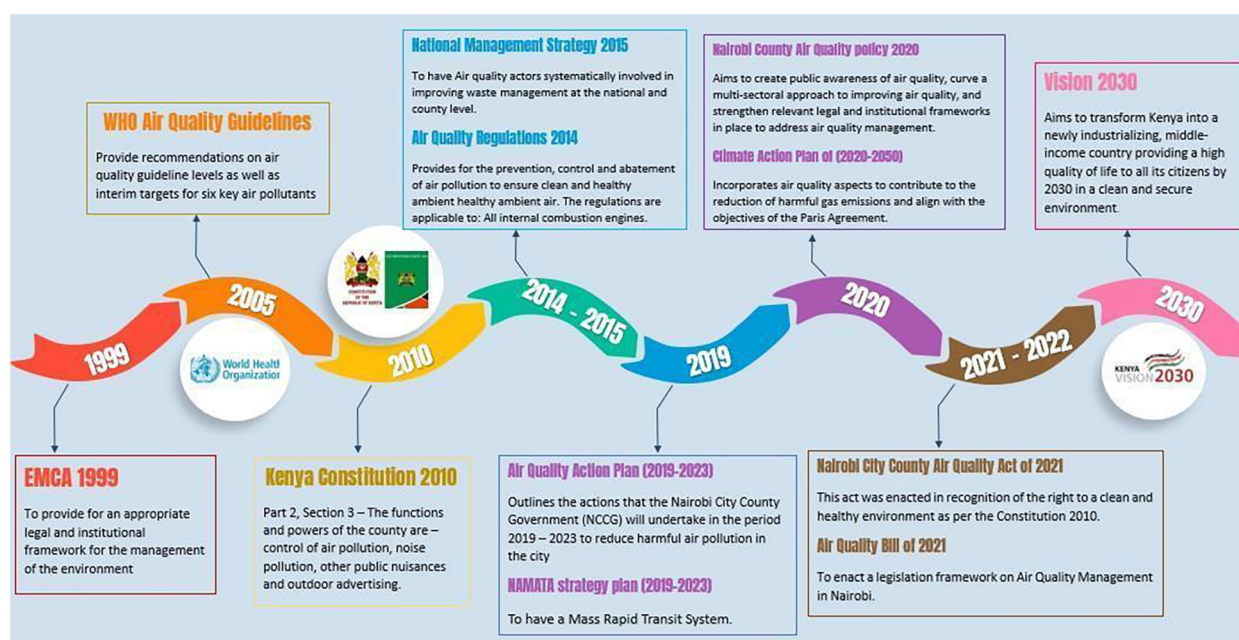 National Management Strategy 2015
To have Air quality actors systematically involved in
improving waste management at the national and
county level.
Air Quality Regulations 2014
Provides for the prevention, control and abatement
of air pollution to ensure clean and healthy
ambient healthy ambient air. The regulations are
applicable to: All internal combustion engines.
Nairobi County Air Quality policy 2020
Aims to create public awareness of air quality, curve a
multi-sectoral approach to improving air quality, and
strengthen relevant legal and institutional frameworks
in place to address air quality management.
Climate Action Plan of (2020-2050)
Incorporates air quality aspects to contribute to the
reduction of harmful gas emissions and align with the
objectives of the Paris Agreement.
Vision 2030
Aims to transform Kenya into a
newly industrializing, middle-
income country providing a high
quality of life to all its citizens by
2030 in a clean and secure
environment.
WHO Air Quality Guidelines
Provide recommendations on air
quality guideline levels as well as
interim targets for six key air pollutants
1999
2005
World Health
Organization
CONSTITUTION
OF THE
REPUBLIC OF KENYA
2010
2014 - 2015
2019
2020
2021 - 2022
2030
KENYA
VISION 2030
EMCA 1999
To provide for an appropriate
legal and institutional
framework for the management
of the environment
Kenya Constitution 2010
Part 2, Section 3 – The functions
and powers of the county are –
control of air pollution, noise
pollution, other public nuisances
and outdoor advertising.
Air Quality Action Plan (2019-2023)
Outlines the actions that the Nairobi City County
Government (NCCG) will undertake in the period
2019 – 2023 to reduce harmful air pollution in
the city
NAMATA strategy plan (2019-2023)
To have a Mass Rapid Transit System.
Nairobi City County Air Quality Act of 2021
This act was enacted in recognition of the right to a clean and
healthy environment as per the Constitution 2010.
Air Quality Bill of 2021
To enact a legislation framework on Air Quality Management
in Nairobi.